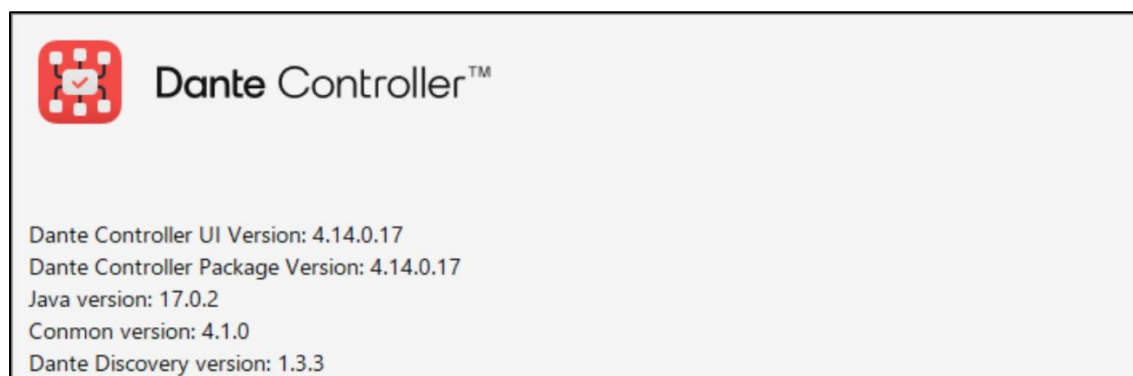 Dante Controller™
Dante Controller UI Version: 4.14.0.17
Dante Controller Package Version: 4.14.0.17
Java version: 17.0.2
Conmon version: 4.1.0
Dante Discovery version: 1.3.3